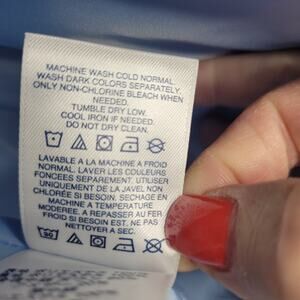 MACHINE WASH COLD NORMAL.
WASH DARK COLORS SEPARATELY.
ONLY NON-CHLORINE BLEACH WHEN
NEEDED.
TUMBLE DRY LOW.
COOL IRON IF NEEDED.
DO NOT DRY CLEAN.
LAVABLE A LA MACHINE A FROID
NORMAL. LAVER LES COULEURS
FONCEES SEPAREMENT. UTILISER
UNIQUEMENT DE LA JAVEL NON
CHLORÉE SI BESOIN. SECHAGE EN
MACHINE A TEMPERATURE
MODEREE. A REPASSER AU FER
FROID SI BESOIN EST. NE PAS
NETTOYER A SEC.
30